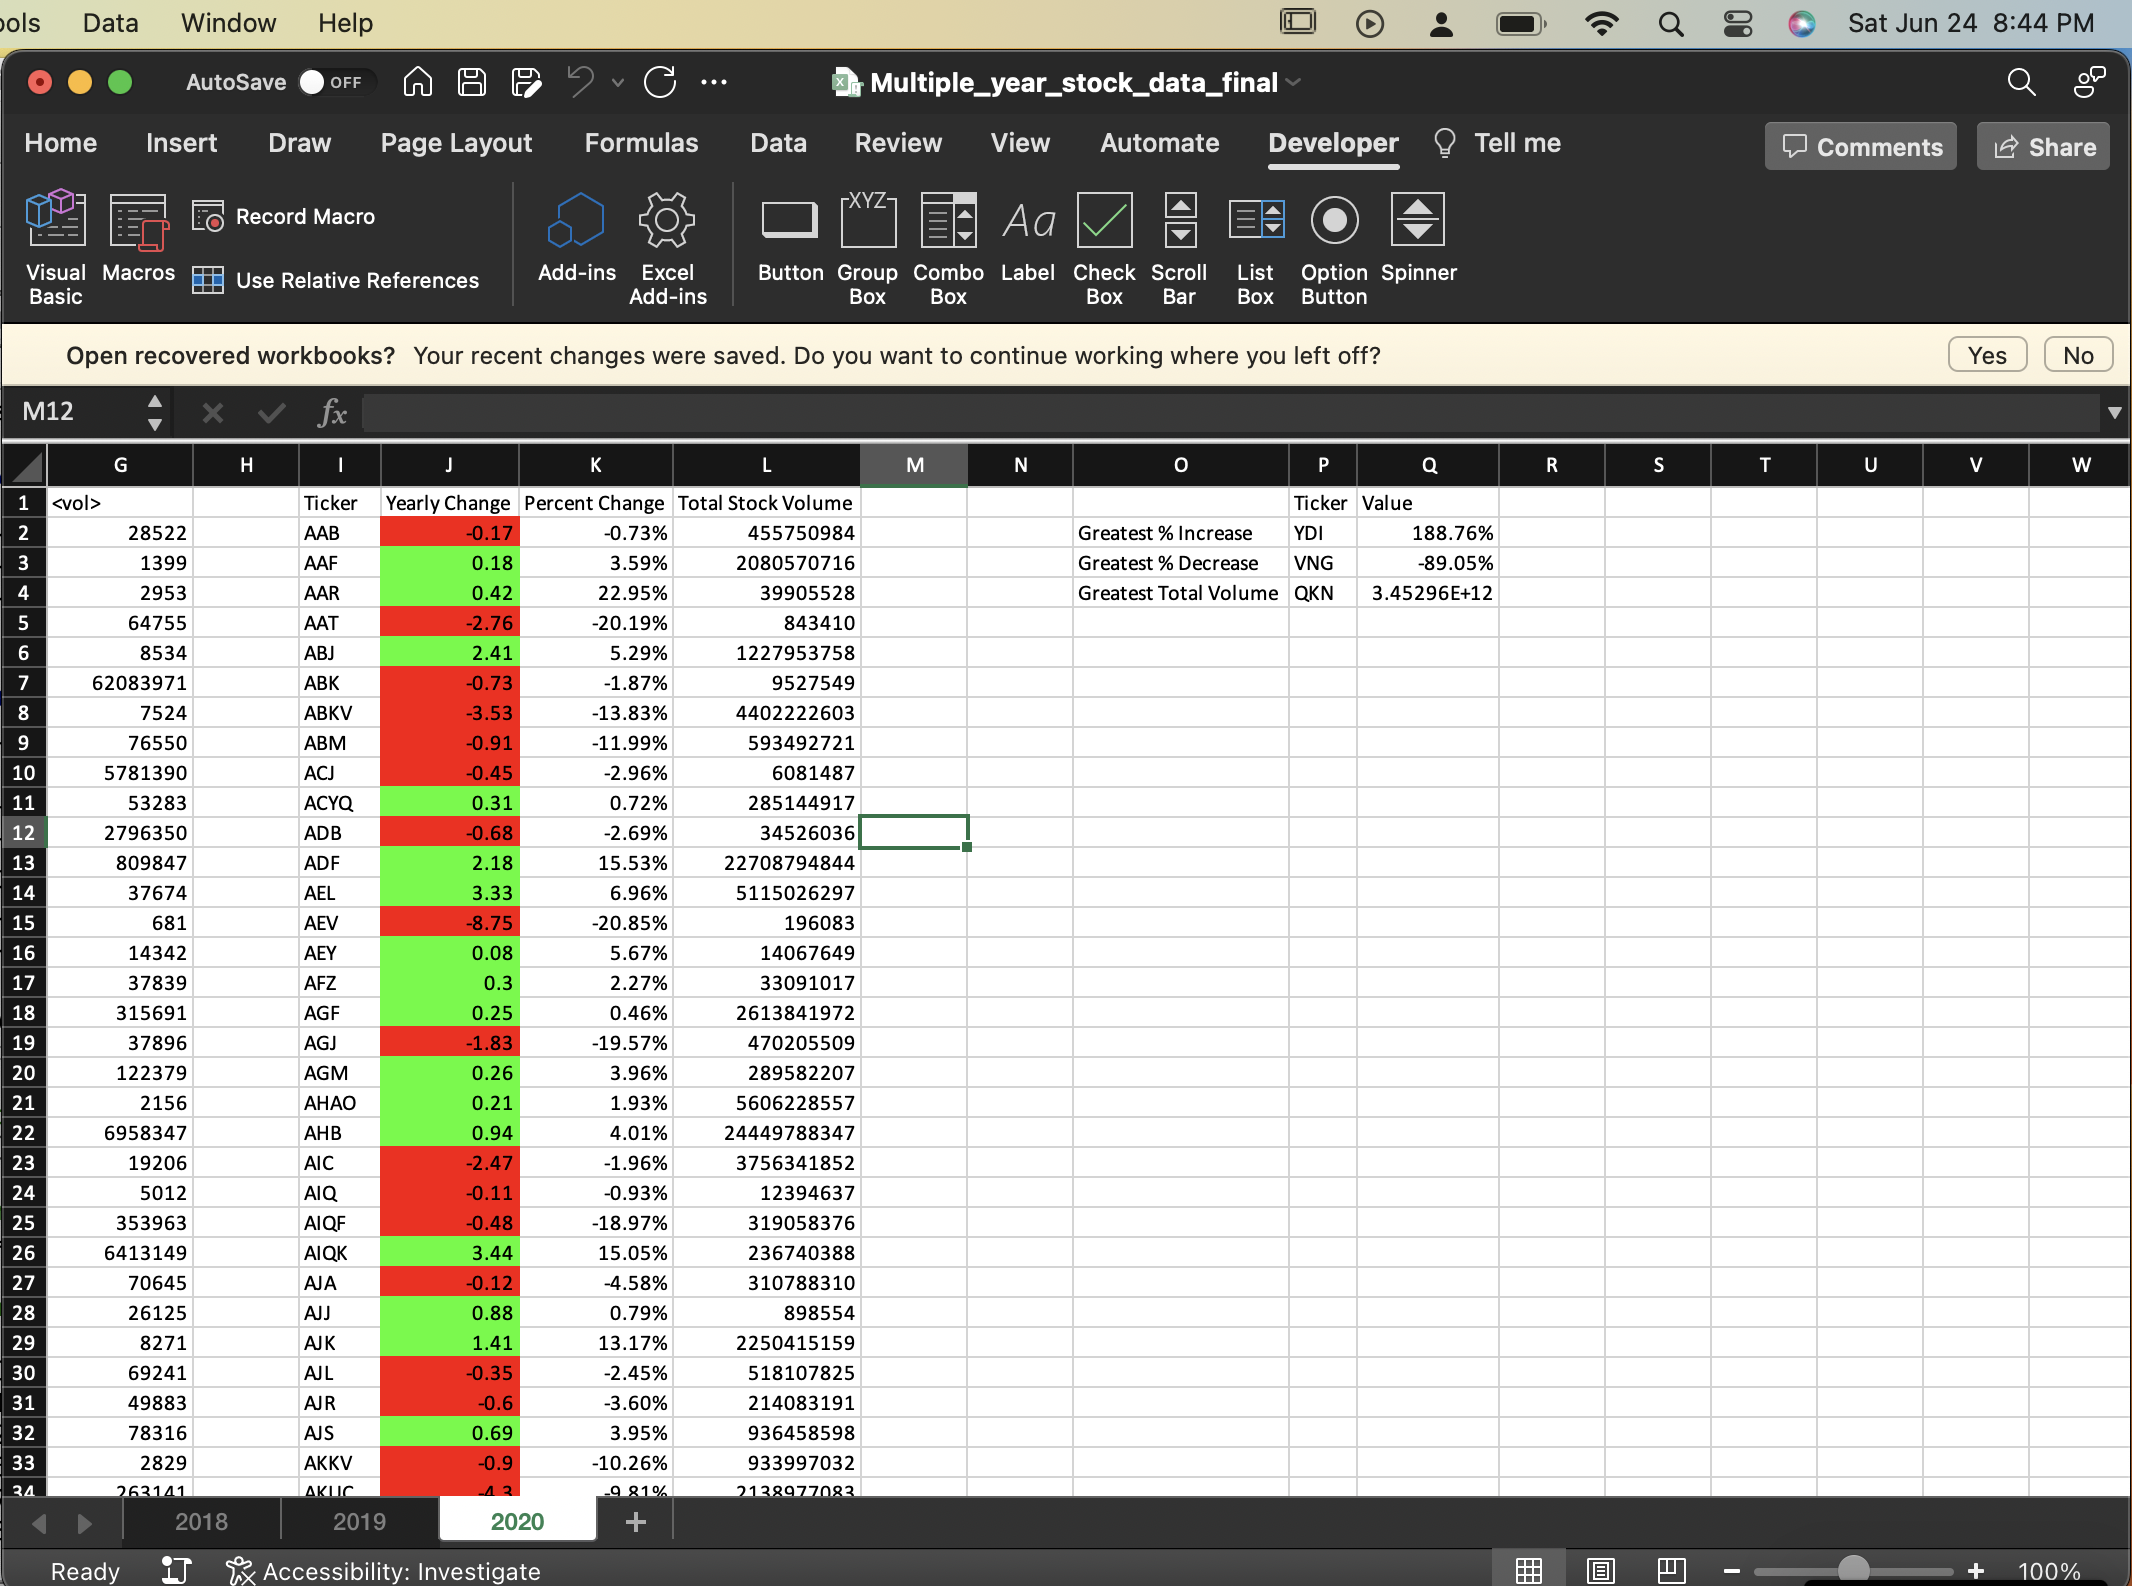 ools Data Window Help Sat Jun 24 8:44 PM
AutoSave OFF Multiple_year_stock_data_final
Home Insert Draw Page Layout Formulas Data Review View Automate Developer Tell me Comments Share
Visual Basic Macros Record Macro Use Relative References Add-ins Excel Add-ins Button XYZ Group Box Combo Box Aa Label Check Box Scroll Bar List Box Option Button Spinner
Open recovered workbooks? Your recent changes were saved. Do you want to continue working where you left off? Yes No
M12 fx
G H I J K L M N O P Q R S T U V W
1 <vol> Ticker Yearly Change Percent Change Total Stock Volume Ticker Value
2 28522 AAB -0.17 -0.73% 455750984 Greatest % Increase YDI 188.76%
3 1399 AAF 0.18 3.59% 2080570716 Greatest % Decrease VNG -89.05%
4 2953 AAR 0.42 22.95% 39905528 Greatest Total Volume QKN 3.45296E+12
5 64755 AAT -2.76 -20.19% 843410
6 8534 ABJ 2.41 5.29% 1227953758
7 62083971 ABK -0.73 -1.87% 9527549
8 7524 ABKV -3.53 -13.83% 4402222603
9 76550 ABM -0.91 -11.99% 593492721
10 5781390 ACJ -0.45 -2.96% 6081487
11 53283 ACYQ 0.31 0.72% 285144917
12 2796350 ADB -0.68 -2.69% 34526036
13 809847 ADF 2.18 15.53% 22708794844
14 37674 AEL 3.33 6.96% 5115026297
15 681 AEV -8.75 -20.85% 196083
16 14342 AEY 0.08 5.67% 14067649
17 37839 AFZ 0.3 2.27% 33091017
18 315691 AGF 0.25 0.46% 2613841972
19 37896 AGJ -1.83 -19.57% 470205509
20 122379 AGM 0.26 3.96% 289582207
21 2156 AHAO 0.21 1.93% 5606228557
22 6958347 AHB 0.94 4.01% 24449788347
23 19206 AIC -2.47 -1.96% 3756341852
24 5012 AIQ -0.11 -0.93% 12394637
25 353963 AIQF -0.48 -18.97% 319058376
26 6413149 AIQK 3.44 15.05% 236740388
27 70645 AJA -0.12 -4.58% 310788310
28 26125 AJJ 0.88 0.79% 898554
29 8271 AJK 1.41 13.17% 2250415159
30 69241 AJL -0.35 -2.45% 518107825
31 49883 AJR -0.6 -3.60% 214083191
32 78316 AJS 0.69 3.95% 936458598
33 2829 AKKV -0.9 -10.26% 933997032
34 263141 AKUC -4.3 -9.81% 2138977083
2018 2019 2020
Ready Accessibility: Investigate 100%